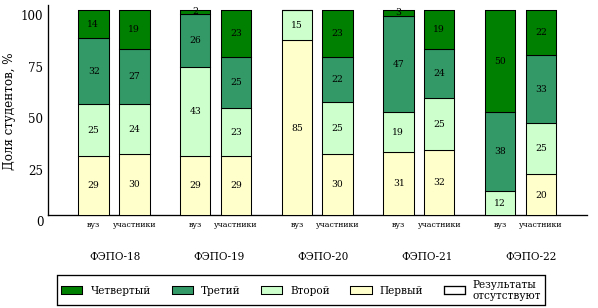 Доля студентов, %
100
75
50
25
0
14 19 2 23 15 23 3 19 50 22
32 27 26 25 85 22 47 24 38 33
25 24 43 23 25 19 25 12 25
29 30 29 29 30 31 32 20
вуз участники вуз участники вуз участники вуз участники вуз участники
ФЭПО-18 ФЭПО-19 ФЭПО-20 ФЭПО-21 ФЭПО-22
Четвертый Третий Второй Первый Результаты
отсутствуют